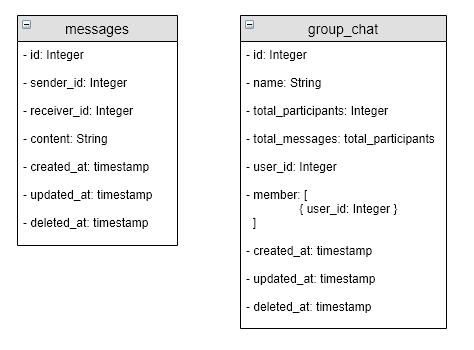 messages
- id: Integer
- sender_id: Integer
- receiver_id: Integer
- content: String
- created_at: timestamp
- updated_at: timestamp
- deleted_at: timestamp
group_chat
- id: Integer
- name: String
- total_participants: Integer
- total_messages: total_participants
- user_id: Integer
- member: [
{ user_id: Integer }
]
- created_at: timestamp
- updated_at: timestamp
- deleted_at: timestamp